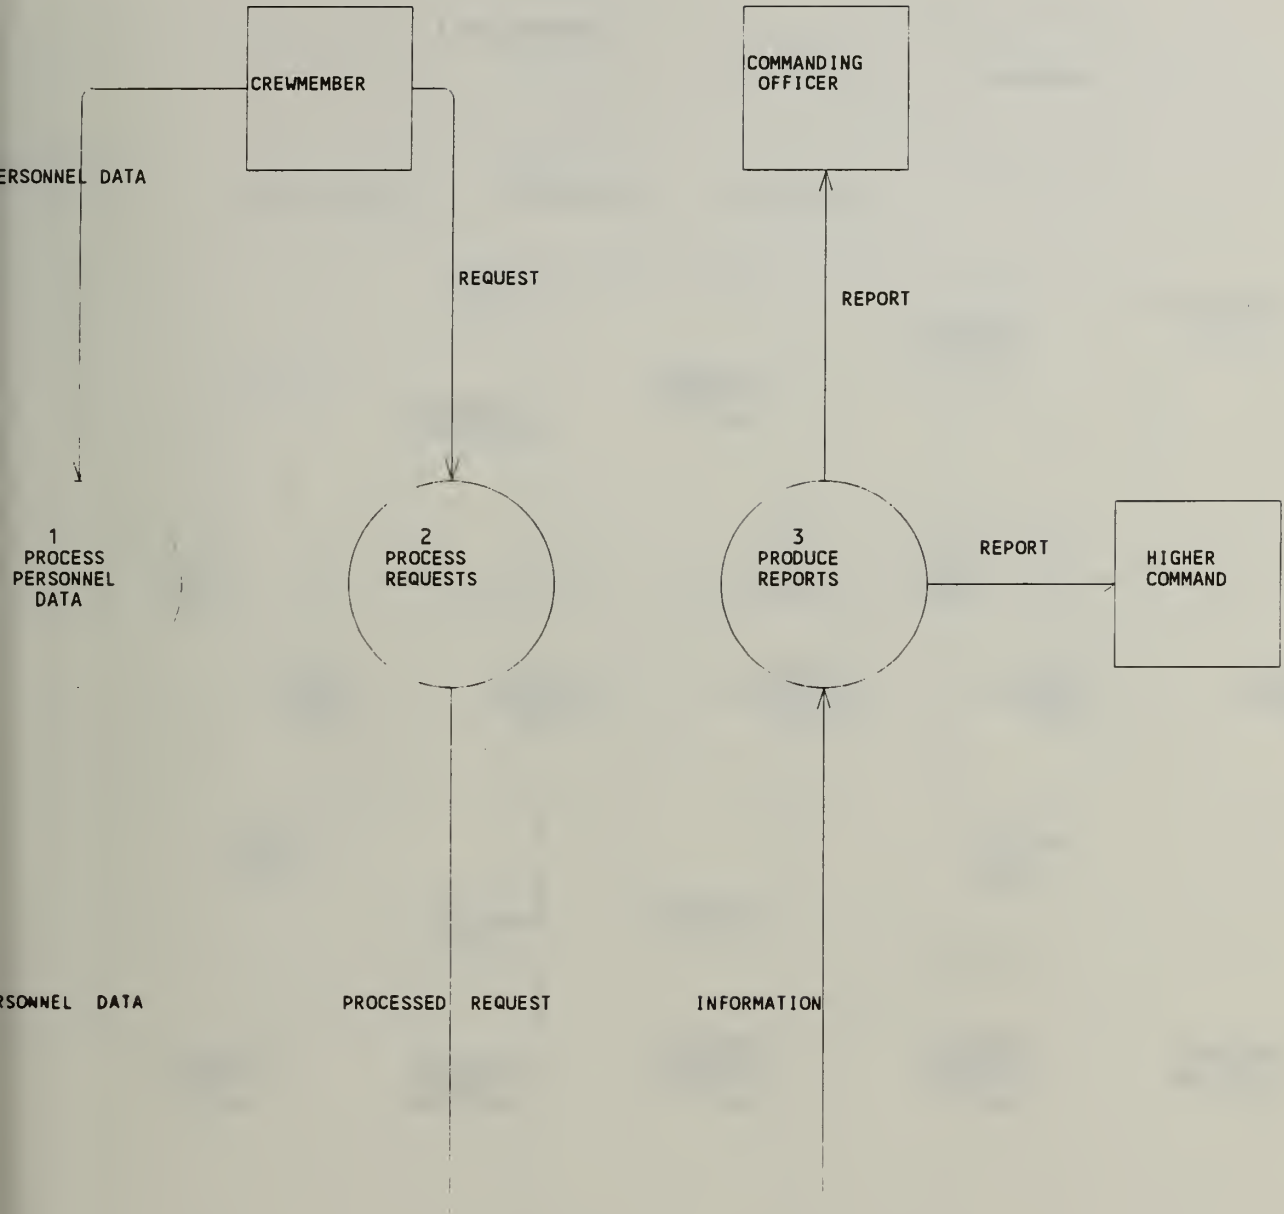 CREWMEMBER
COMMANDING
OFFICER
ERSONNEL DATA
REQUEST
REPORT
1
PROCESS
PERSONNEL
DATA
2
PROCESS
REQUESTS
3
PRODUCE
REPORTS
REPORT
HIGHER
COMMAND
RSONNEL DATA
PROCESSED REQUEST
INFORMATION